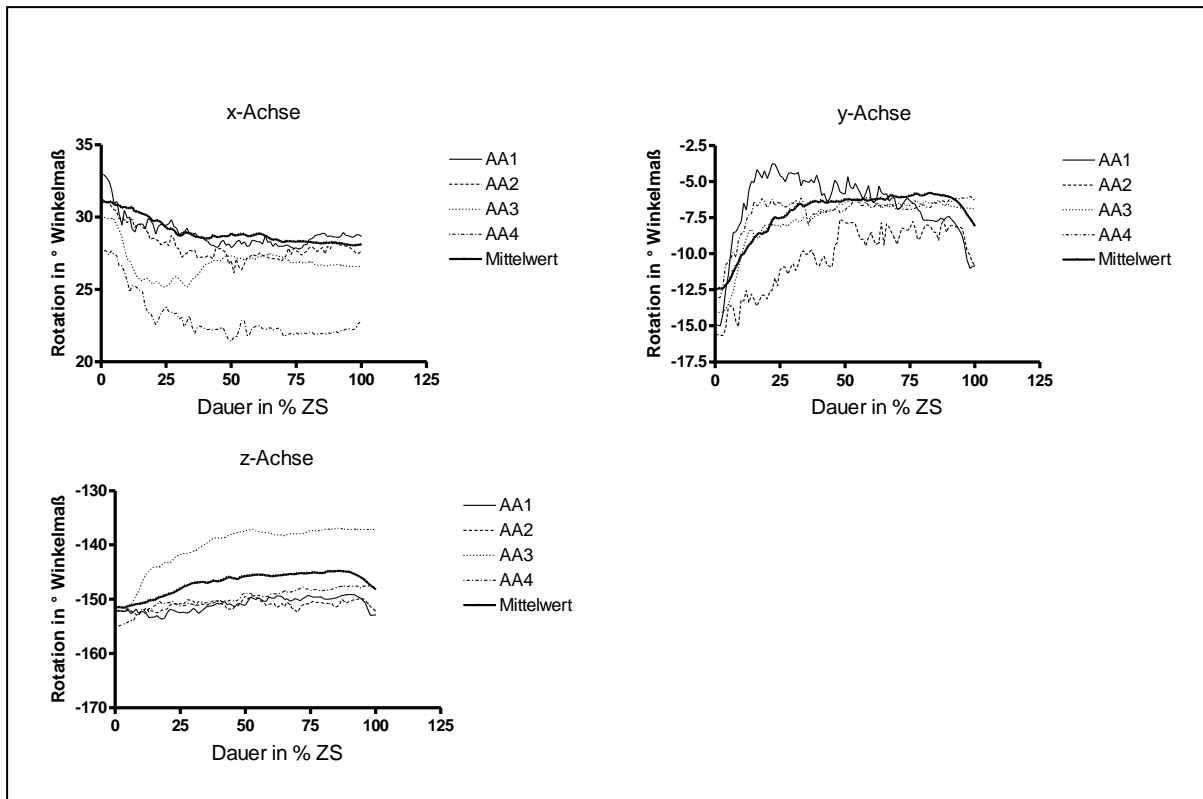 x-Achse
35
30
25
20
0 25 50 75 100 125
Rotation in ° Winkelmaß
Dauer in % ZS
AA1
AA2
AA3
AA4
Mittelwert
y-Achse
-2.5
-5.0
-7.5
-10.0
-12.5
-15.0
-17.5
0 25 50 75 100 125
Rotation in ° Winkelmaß
Dauer in % ZS
AA1
AA2
AA3
AA4
Mittelwert
z-Achse
-130
-140
-150
-160
-170
0 25 50 75 100 125
Rotation in ° Winkelmaß
Dauer in % ZS
AA1
AA2
AA3
AA4
Mittelwert